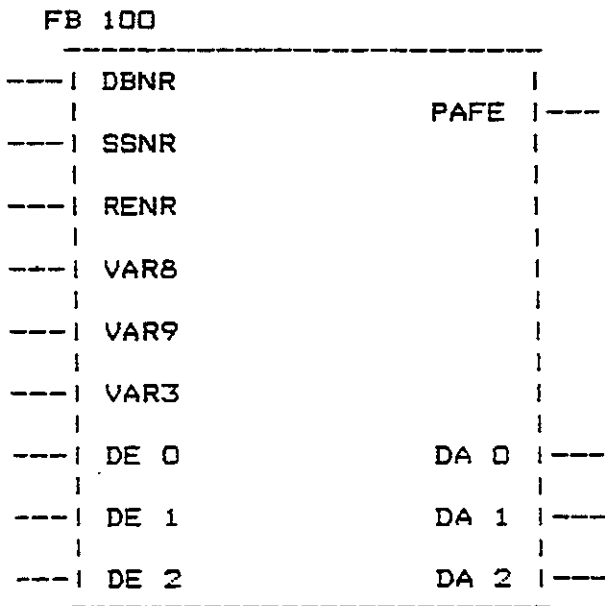 FB 100
DBNR
PAFE
SSNR
RENR
VAR8
VAR9
VAR3
DE 0 DA 0
DE 1 DA 1
DE 2 DA 2